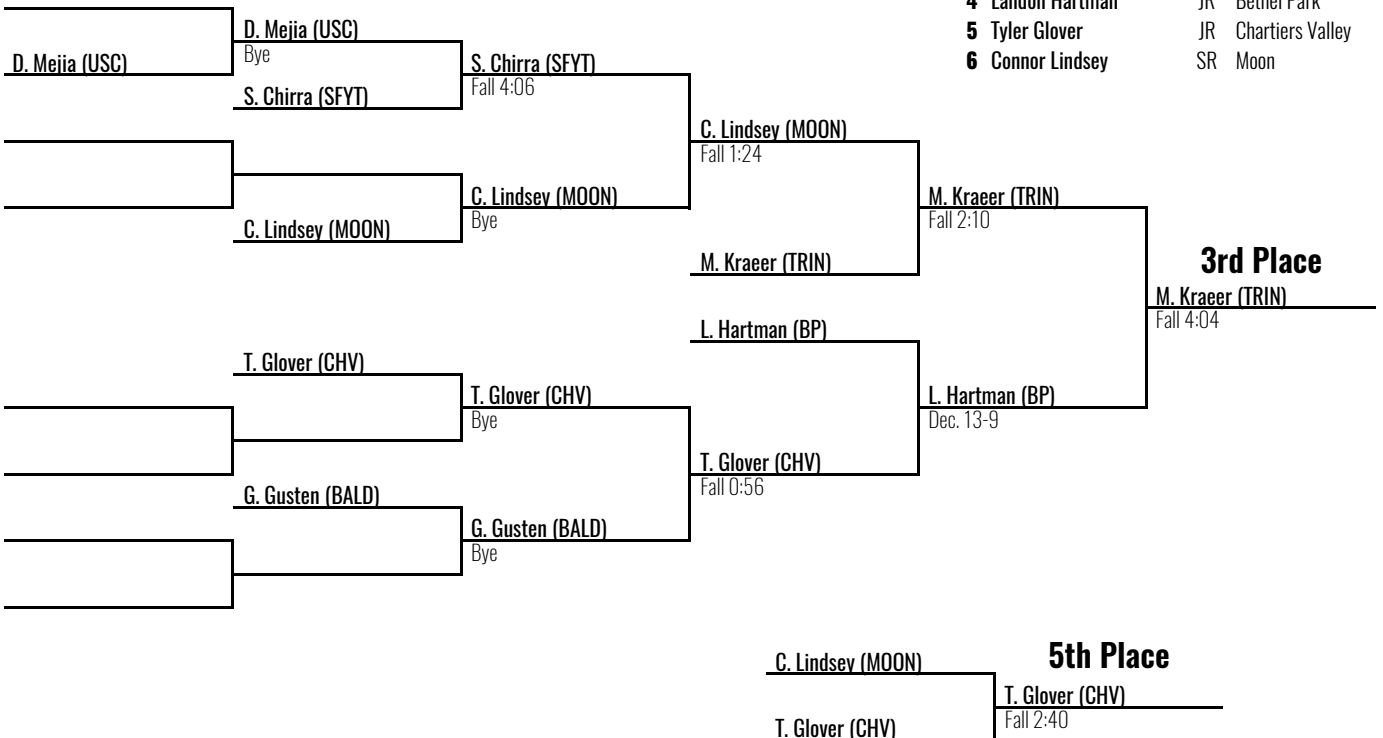 4 Landon Hartman JR Bethel Park
5 Tyler Glover JR Chartiers Valley
6 Connor Lindsey SR Moon
D. Mejia (USC)
Bye
D. Mejia (USC)
S. Chirra (SFYT)
S. Chirra (SFYT)
Fall 4:06
C. Lindsey (MOON)
Fall 1:24
C. Lindsey (MOON)
Bye
C. Lindsey (MOON)
M. Kraeer (TRIN)
Fall 2:10
M. Kraeer (TRIN)
3rd Place
M. Kraeer (TRIN)
Fall 4:04
L. Hartman (BP)
T. Glover (CHV)
T. Glover (CHV)
Bye
L. Hartman (BP)
Dec. 13-9
T. Glover (CHV)
Fall 0:56
G. Gusten (BALD)
G. Gusten (BALD)
Bye
5th Place
C. Lindsey (MOON)
T. Glover (CHV)
Fall 2:40
T. Glover (CHV)